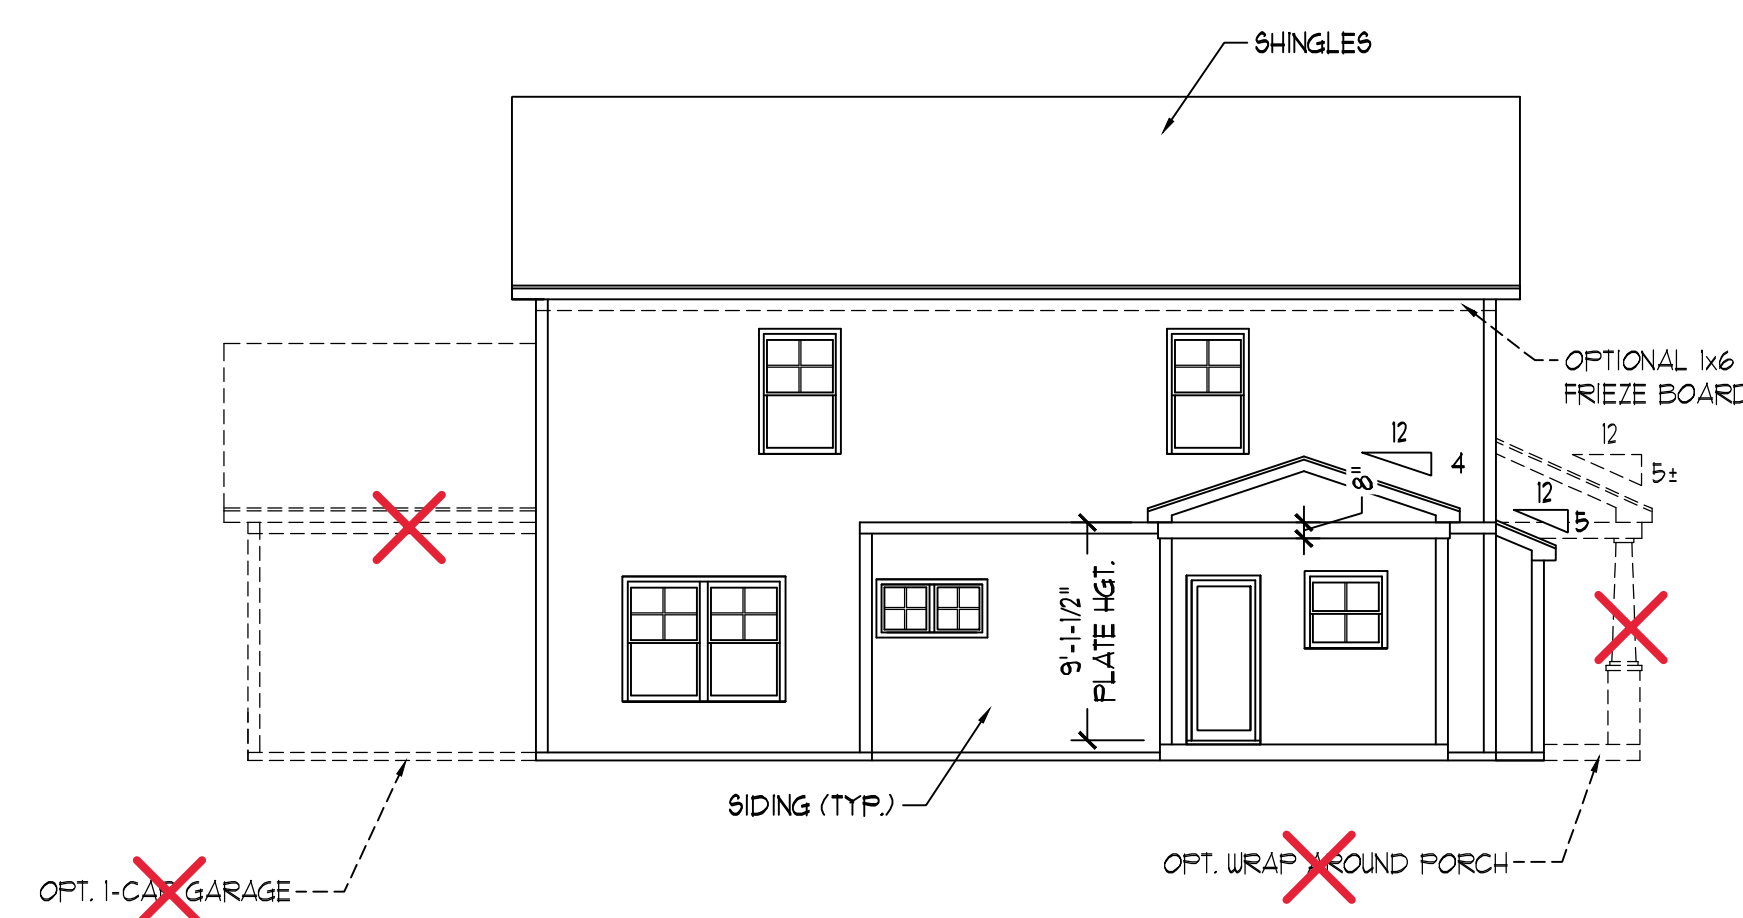 SHINGLES
OPTIONAL 1x6
FRIEZE BOARD
12
4
12
5±
12
5
8"
9'-1-1/2"
PLATE HGT.
SIDING (TYP.)
OPT. WRAP AROUND PORCH
OPT. 1-CAR GARAGE